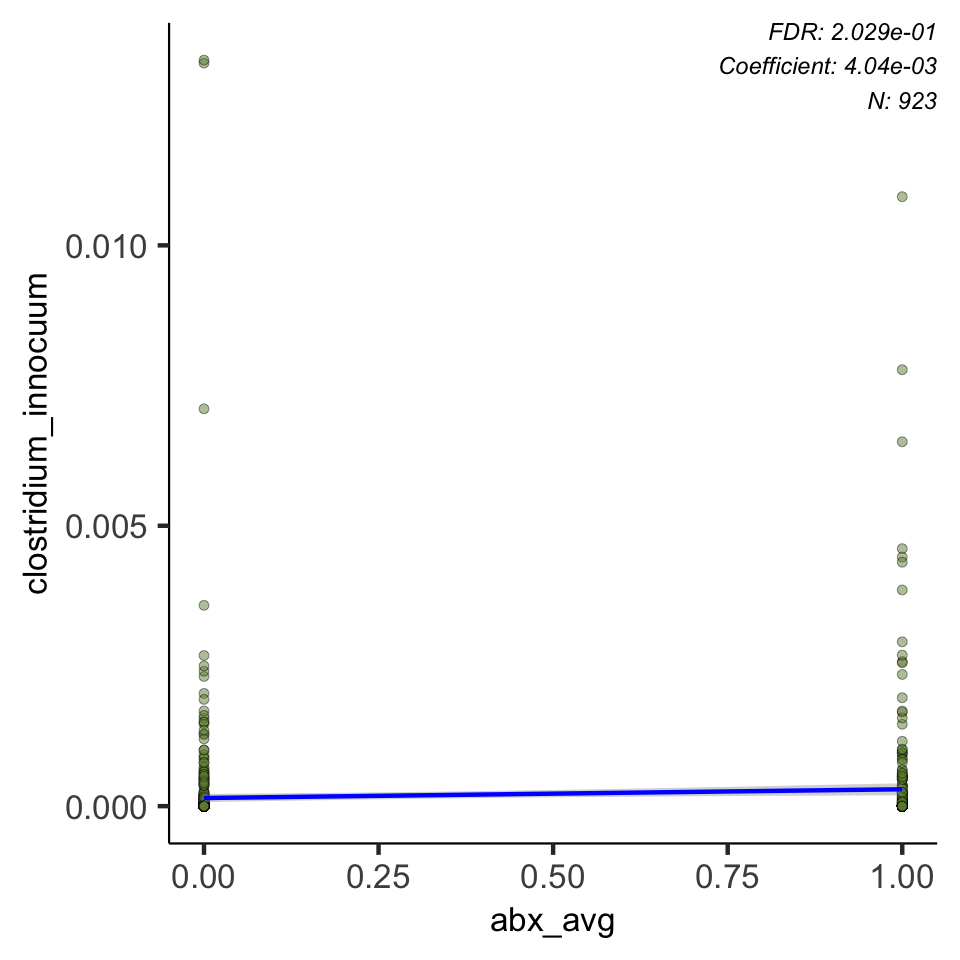 FDR: 2.029e-01
Coefficient: 4.04e-03
N: 923
clostridium_innocuum
0.010
0.005
0.000
0.00 0.25 0.50 0.75 1.00
abx_avg